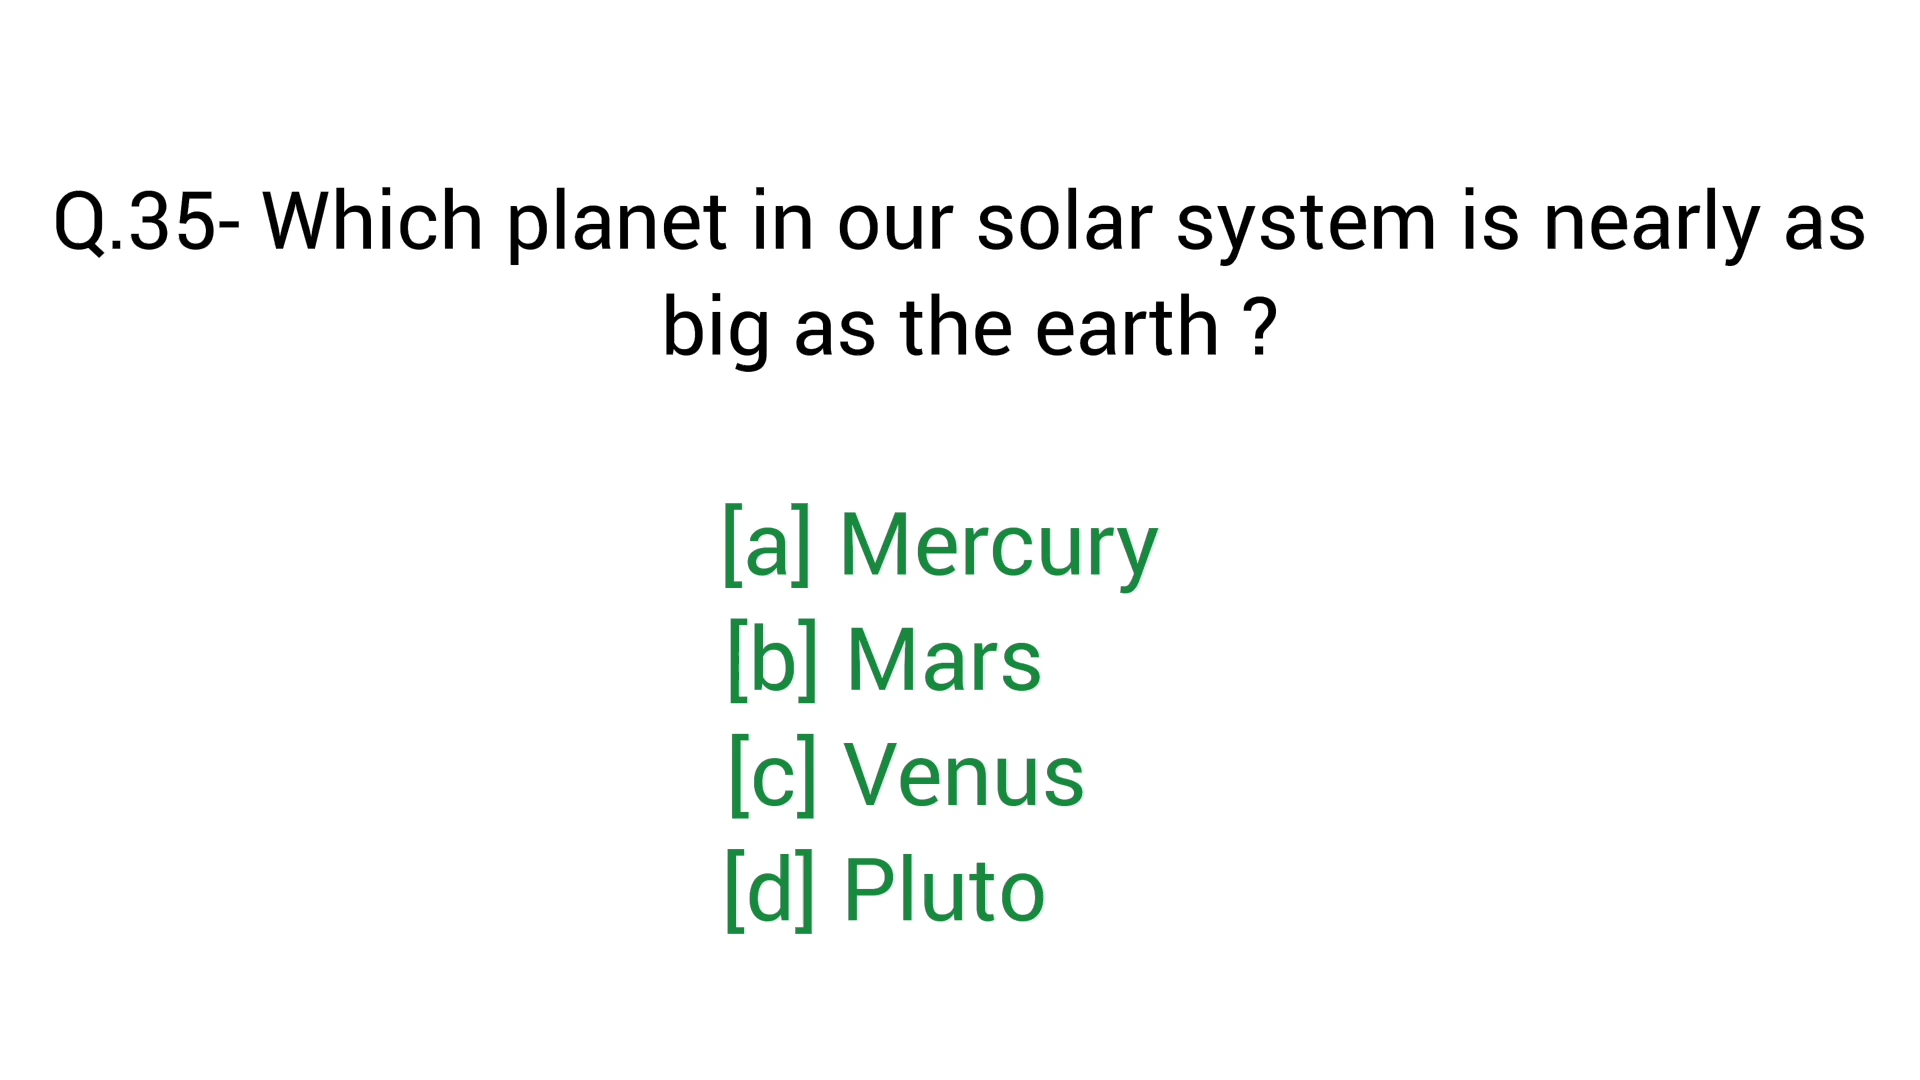 Q.35- Which planet in our solar system is nearly as
big as the earth ?
[a] Mercury
[b] Mars
[c] Venus
[d] Pluto